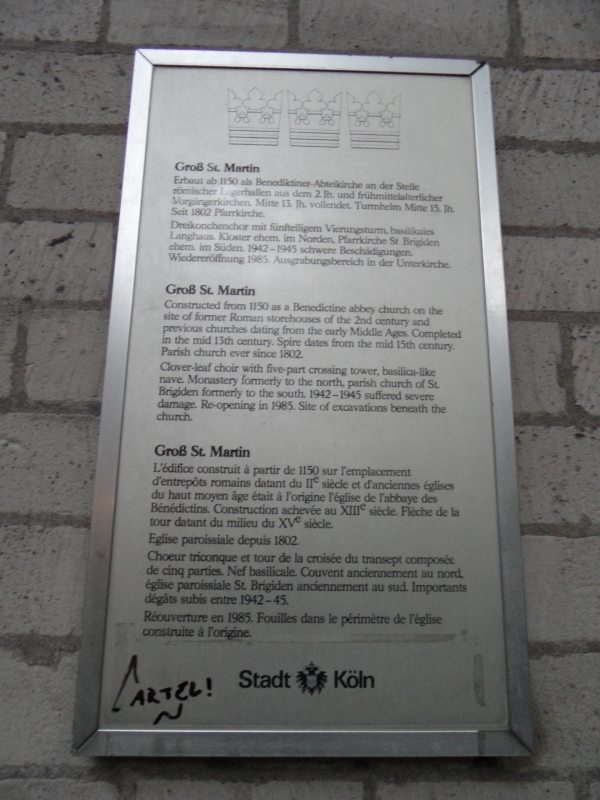 Groß St. Martin
Erbaut ab 1150 als Benediktiner-Abteikirche an der Stelle
römischer Lagerhallen aus dem 2. Jh. und frühmittelalterlicher
Vorgängerkirchen. Mitte 13. Jh. vollendet. Turmhelm Mitte 15. Jh.
Seit 1802 Pfarrkirche.
Dreikonchenchor mit fünfteiligem Vierungsturm, basilikales
Langhaus. Kloster ehem. im Norden, Pfarrkirche St. Brigiden
ehem. im Süden. 1942–1945 schwere Beschädigungen.
Wiedereröffnung 1985. Ausgrabungsbereich in der Unterkirche.
Groß St. Martin
Constructed from 1150 as a Benedictine abbey church on the
site of former Roman storehouses of the 2nd century and
previous churches dating from the early Middle Ages. Completed
in the mid 13th century. Spire dates from the mid 15th century.
Parish church ever since 1802.
Clover-leaf choir with five-part crossing tower, basilica-like
nave. Monastery formerly to the north, parish church of St.
Brigiden formerly to the south. 1942–1945 suffered severe
damage. Re-opening in 1985. Site of excavations beneath the
church.
Groß St. Martin
L'édifice construit à partir de 1150 sur l'emplacement
d'entrepôts romains datant du IIe siècle et d'anciennes églises
du haut moyen âge était à l'origine l'église de l'abbaye des
Bénédictins. Construction achevée au XIIIe siècle. Flèche de la
tour datant du milieu du XVe siècle.
Eglise paroissiale depuis 1802.
Choeur triconque et tour de la croisée du transept composée
de cinq parties. Nef basilicale. Couvent anciennement au nord,
église paroissiale St. Brigiden anciennement au sud. Importants
dégâts subis entre 1942–45.
Réouverture en 1985. Fouilles dans le périmètre de l'église
construite à l'origine.
Stadt Köln